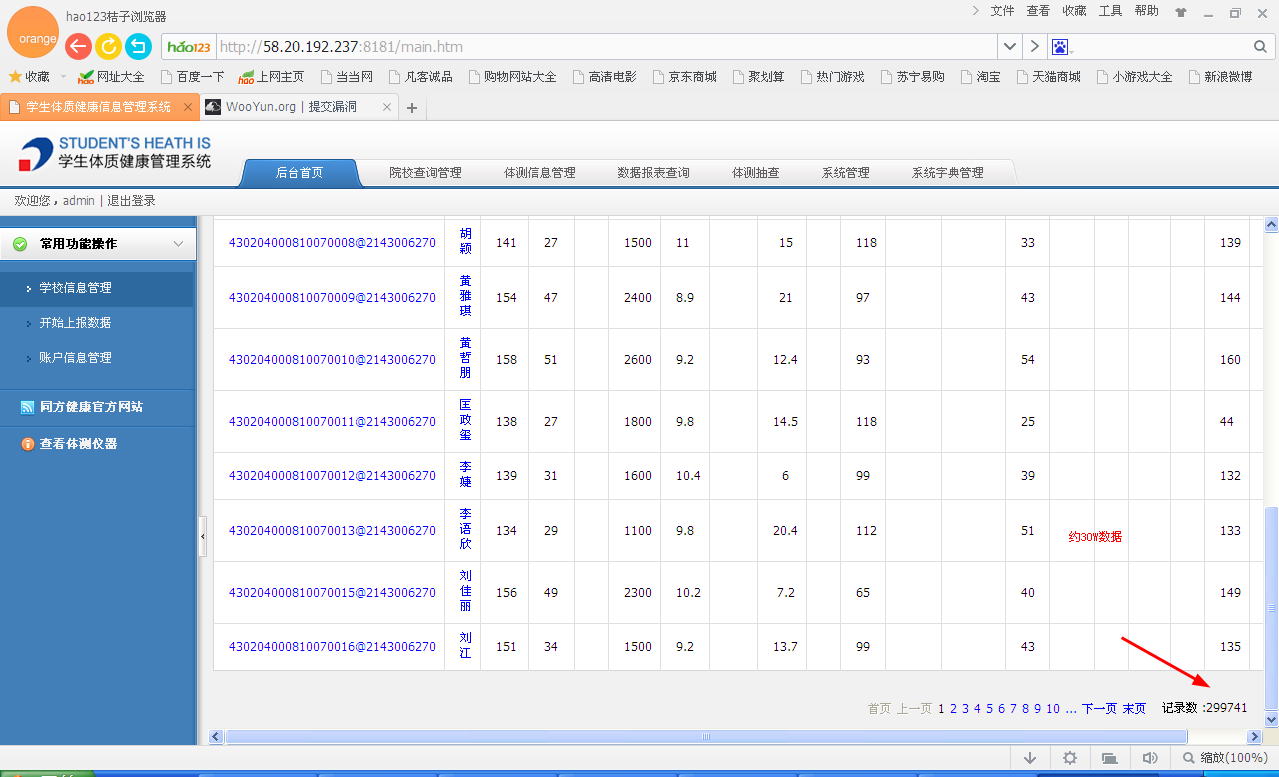 hao123桔子浏览器
文件 查看 收藏 工具 帮助
orange
hao123 http://58.20.192.237:8181/main.htm
收藏 网址大全 百度一下 上网主页 当当网 凡客诚品 购物网站大全 高清电影 京东商城 聚划算 热门游戏 苏宁易购 淘宝 天猫商城 小游戏大全 新浪微博
学生体质健康信息管理系统 WooYun.org | 提交漏洞
STUDENT'S HEATH IS
学生体质健康管理系统
后台首页 院校查询管理 体测信息管理 数据报表查询 体测抽查 系统管理 系统字典管理
欢迎您，admin | 退出登录
常用功能操作
学校信息管理
开始上报数据
账户信息管理
同方健康官方网站
查看体测仪器
430204000810070008@2143006270 胡颖 141 27 1500 11 15 118 33 139
430204000810070009@2143006270 黄雅琪 154 47 2400 8.9 21 97 43 144
430204000810070010@2143006270 黄哲朋 158 51 2600 9.2 12.4 93 54 160
430204000810070011@2143006270 匡政玺 138 27 1800 9.8 14.5 118 25 44
430204000810070012@2143006270 李婕 139 31 1600 10.4 6 99 39 132
430204000810070013@2143006270 李语欣 134 29 1100 9.8 20.4 112 51 133
约30W数据
430204000810070015@2143006270 刘佳丽 156 49 2300 10.2 7.2 65 40 149
430204000810070016@2143006270 刘江 151 34 1500 9.2 13.7 99 43 135
首页 上一页 1 2 3 4 5 6 7 8 9 10 ... 下一页 末页 记录数 :299741
缩放(100%)